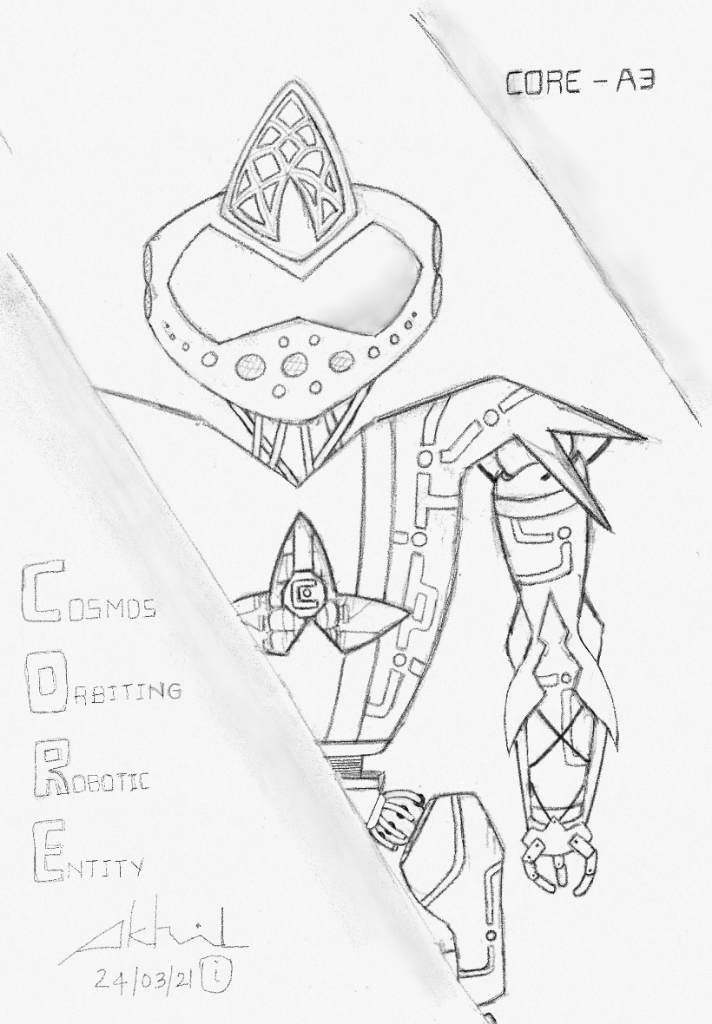 CORE - A3
COSMOS
ORBITING
ROBOTIC
ENTITY
Akhil
24/03/21 i